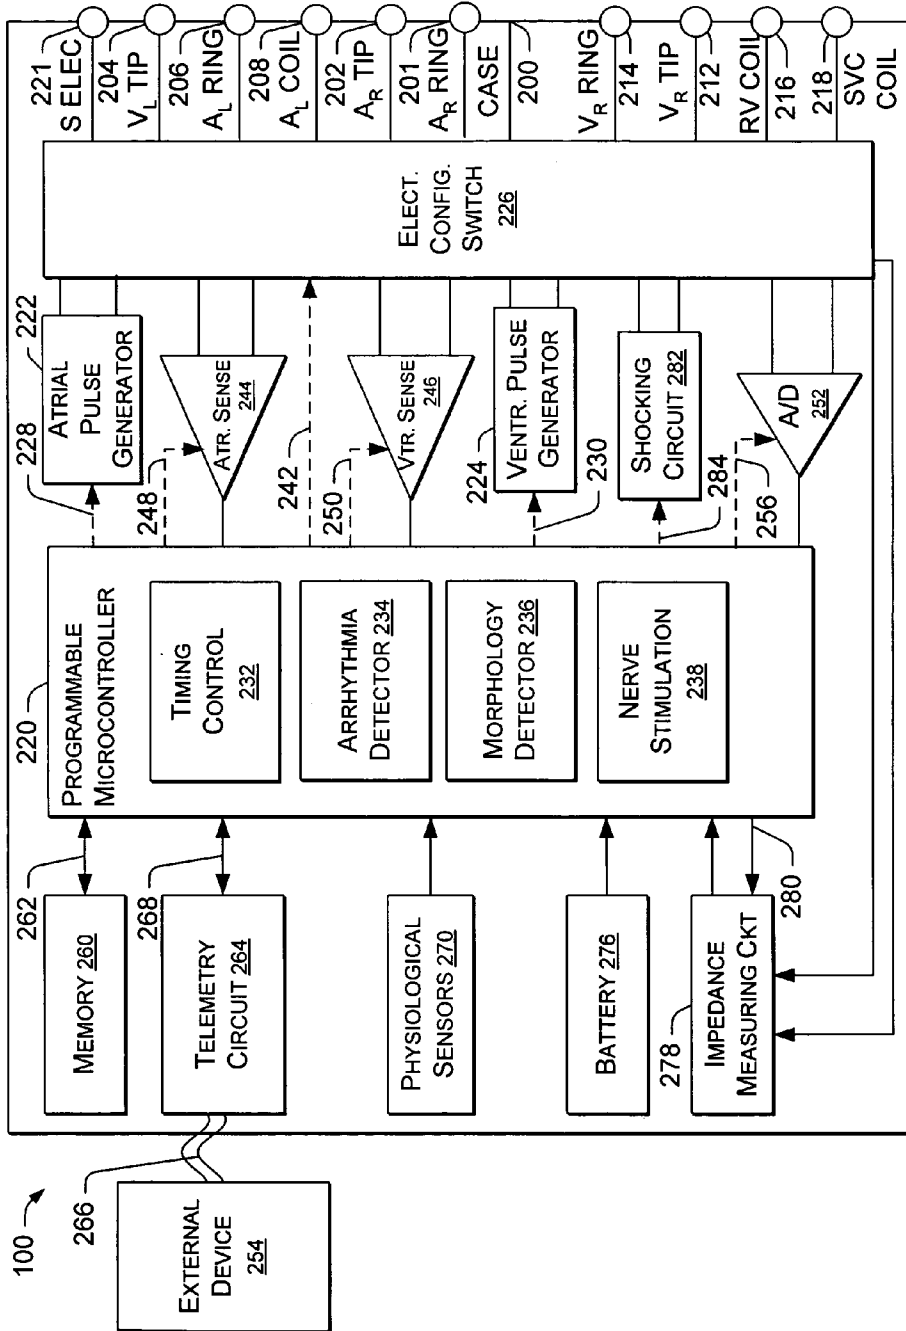 100
EXTERNAL
DEVICE
254
266
MEMORY 260
262
TELEMETRY
CIRCUIT 264
268
PHYSIOLOGICAL
SENSORS 270
BATTERY 276
278
IMPEDANCE
MEASURING CKT
280
220
PROGRAMMABLE
MICROCONTROLLER
TIMING
CONTROL
232
ARRHYTHMIA
DETECTOR 234
MORPHOLOGY
DETECTOR 236
NERVE
STIMULATION
238
228
222
ATRIAL
PULSE
GENERATOR
248
ATR. SENSE
244
242
250
VTR. SENSE
246
224
VENTR. PULSE
GENERATOR
230
SHOCKING
CIRCUIT 282
284
256
A/D
252
ELECT.
CONFIG.
SWITCH
226
221
S ELEC
204
VL TIP
206
AL RING
208
AL COIL
202
AR TIP
201
AR RING
CASE
200
VR RING
214
VR TIP
212
RV COIL
216
218
SVC
COIL